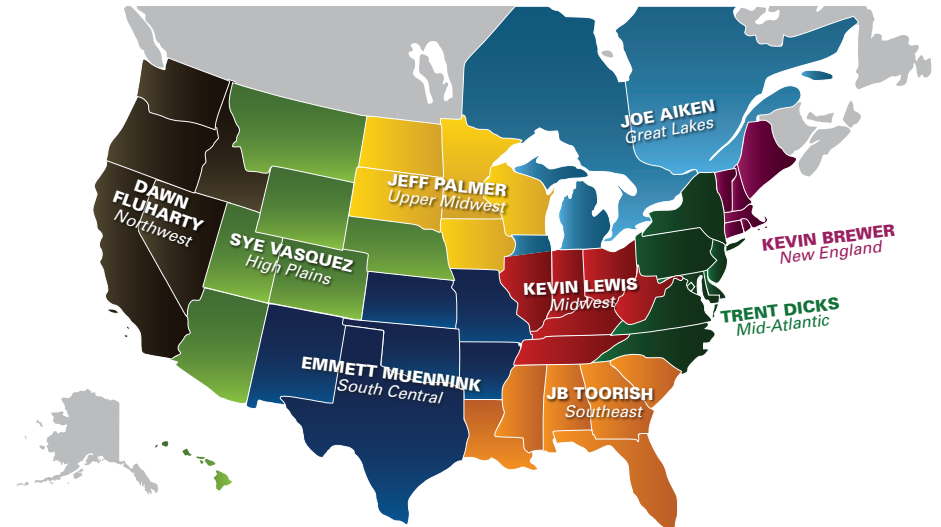 JOE AIKEN
Great Lakes
JEFF PALMER
Upper Midwest
DAWN
FLUHARTY
Northwest
SYE VASQUEZ
High Plains
KEVIN BREWER
New England
KEVIN LEWIS
Midwest
TRENT DICKS
Mid-Atlantic
EMMETT MUENNINK
South Central
JB TOORISH
Southeast